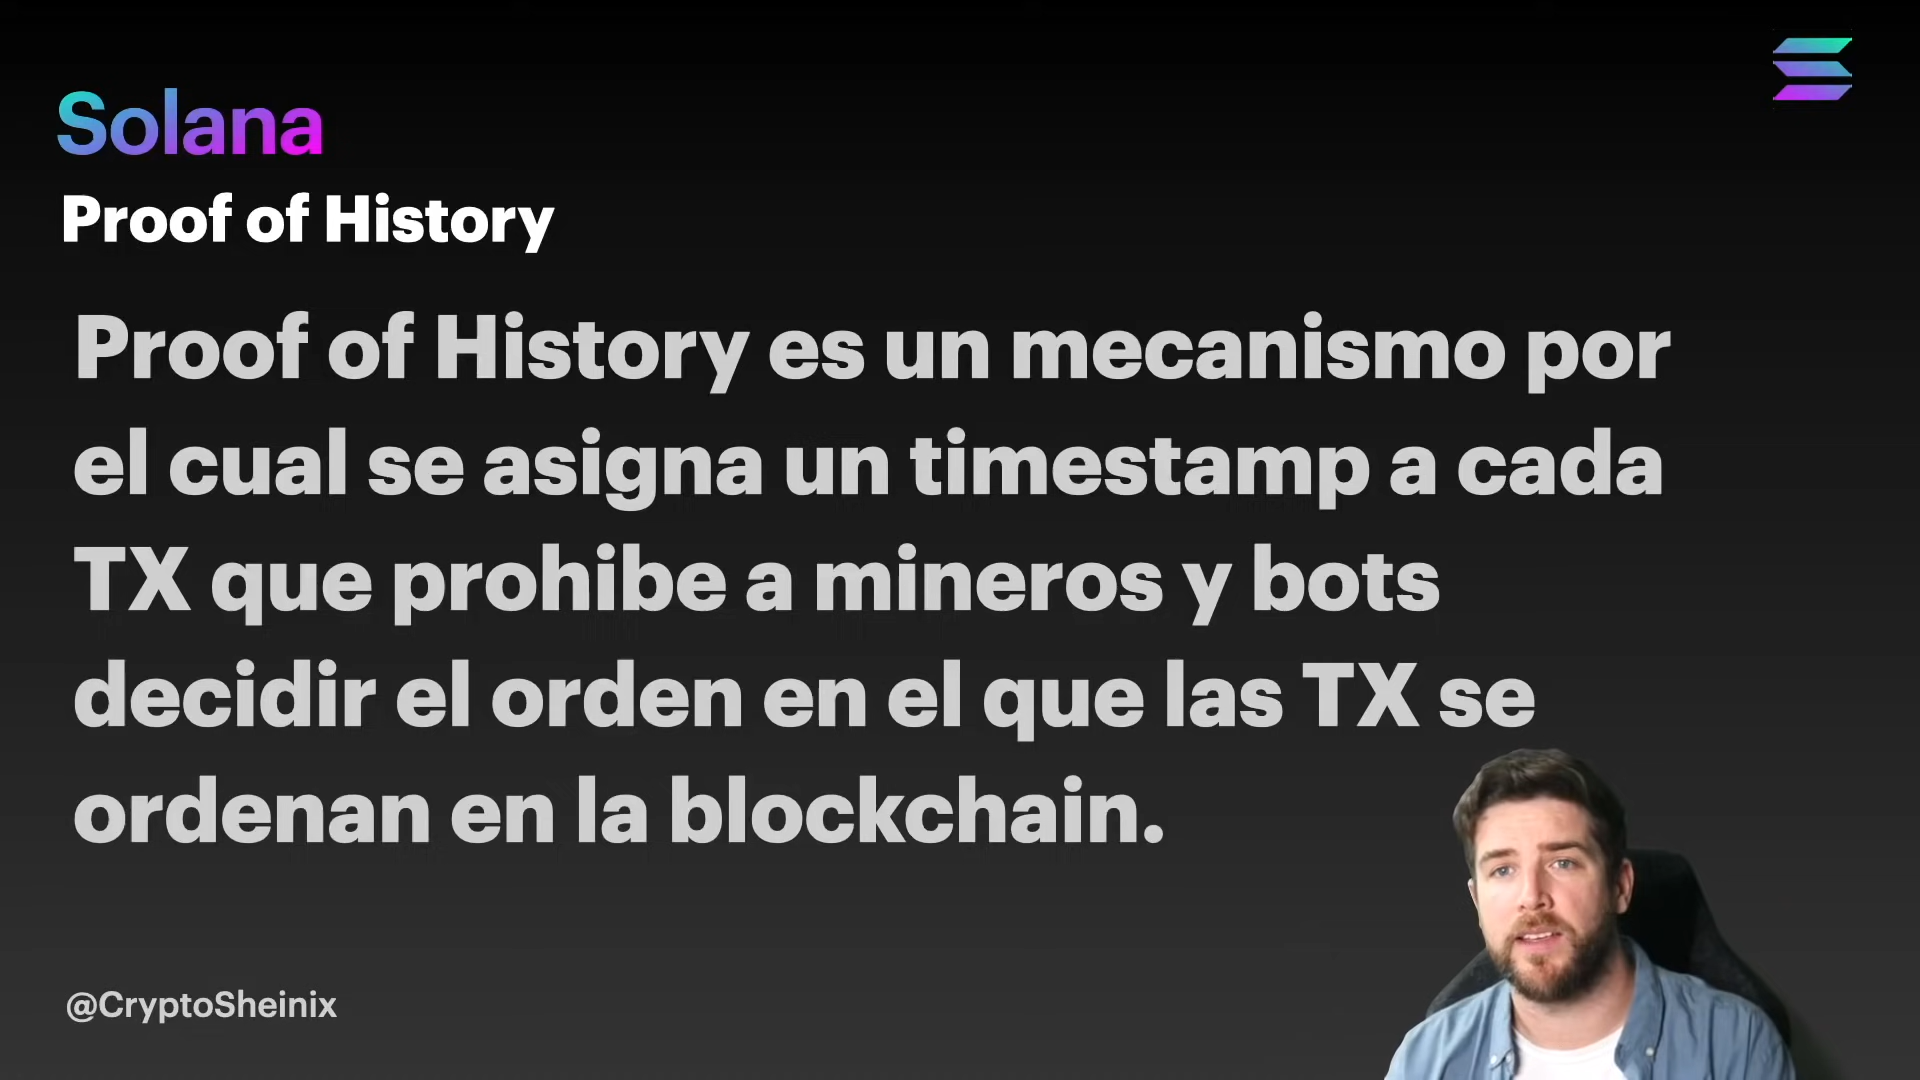 Solana
Proof of History
Proof of History es un mecanismo por
el cual se asigna un timestamp a cada
TX que prohibe a mineros y bots
decidir el orden en el que las TX se
ordenan en la blockchain.
@CryptoSheinix